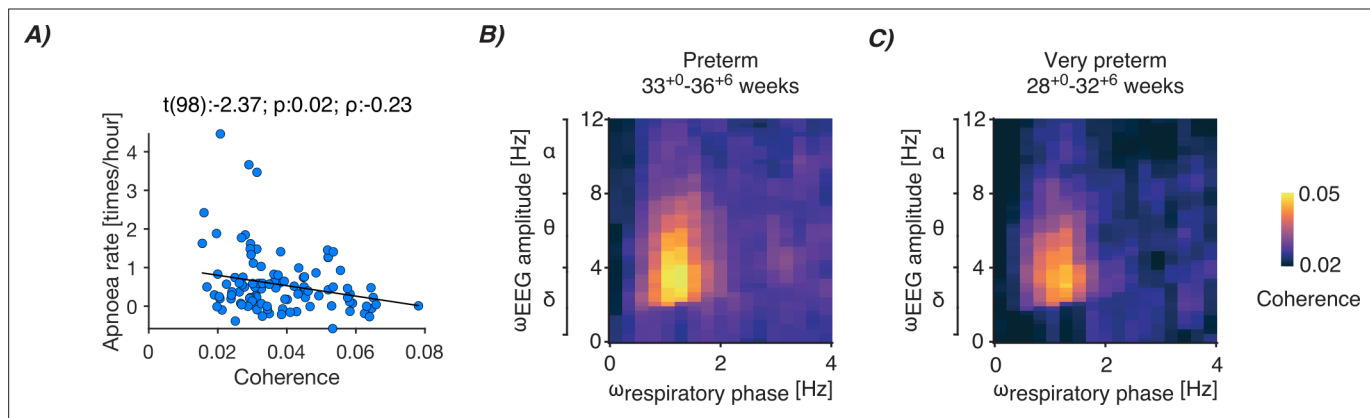 A)
t(98):-2.37; p:0.02; ρ:-0.23
Apnoea rate [times/hour]
4
3
2
1
0
0
0.02
0.04
0.06
0.08
Coherence
B)
Preterm
33+0-36+6 weeks
ωEEG amplitude [Hz]
α
θ
δ
12
8
4
0
0
2
4
ωrespiratory phase [Hz]
C)
Very preterm
28+0-32+6 weeks
ωEEG amplitude [Hz]
α
θ
δ
12
8
4
0
0
2
4
ωrespiratory phase [Hz]
0.05
0.02
Coherence